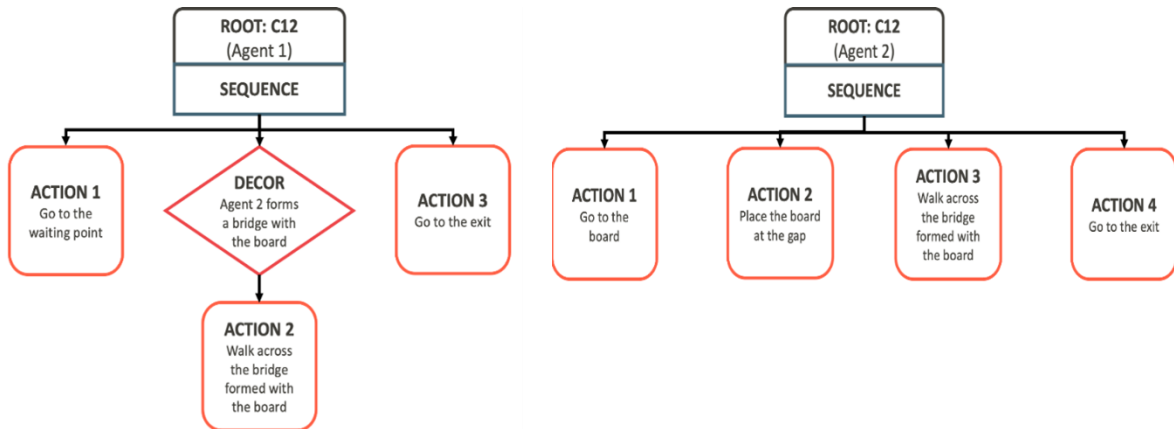 ROOT: C12
(Agent 1)
SEQUENCE
ACTION 1
Go to the
waiting point
DECOR
Agent 2 forms
a bridge with
the board
ACTION 3
Go to the exit
ACTION 2
Walk across
the bridge
formed with
the board
ROOT: C12
(Agent 2)
SEQUENCE
ACTION 1
Go to the
board
ACTION 2
Place the board
at the gap
ACTION 3
Walk across
the bridge
formed with the
board
ACTION 4
Go to the exit